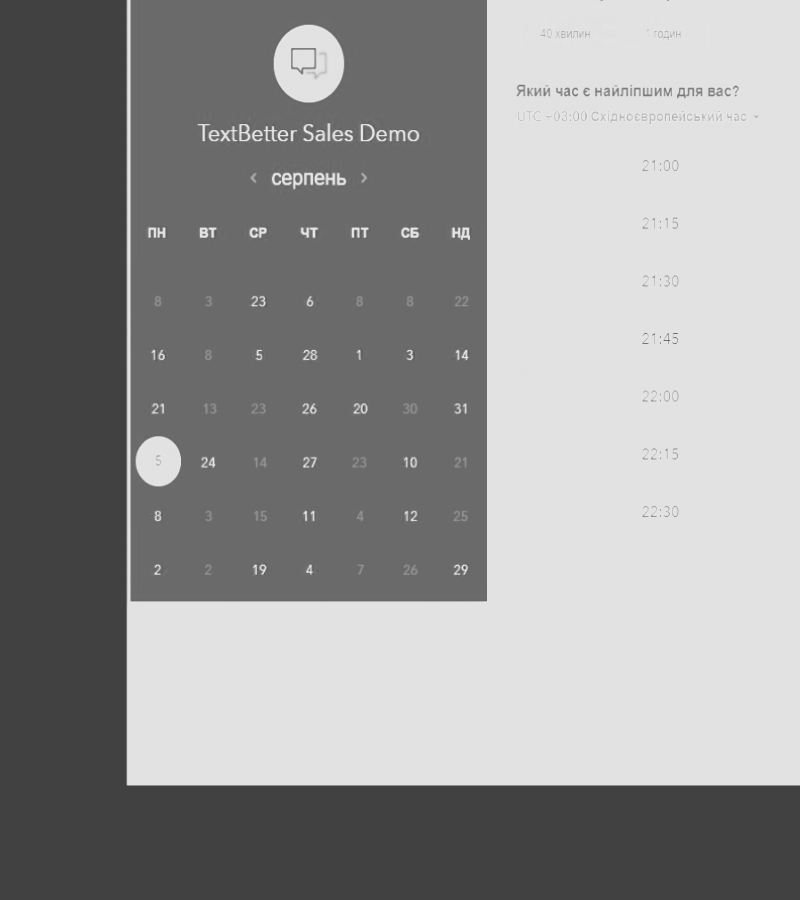 TextBetter Sales Demo
< серпень >
ПН ВТ СР ЧТ ПТ СБ НД
8 3 23 6 8 8 22
16 8 5 28 1 3 14
21 13 23 26 20 30 31
5 24 14 27 23 10 21
8 3 15 11 4 12 25
2 2 19 4 7 26 29
40 хвилин 1 годин
Який час є найліпшим для вас?
UTC +03:00 Східноєвропейський час
21:00
21:15
21:30
21:45
22:00
22:15
22:30